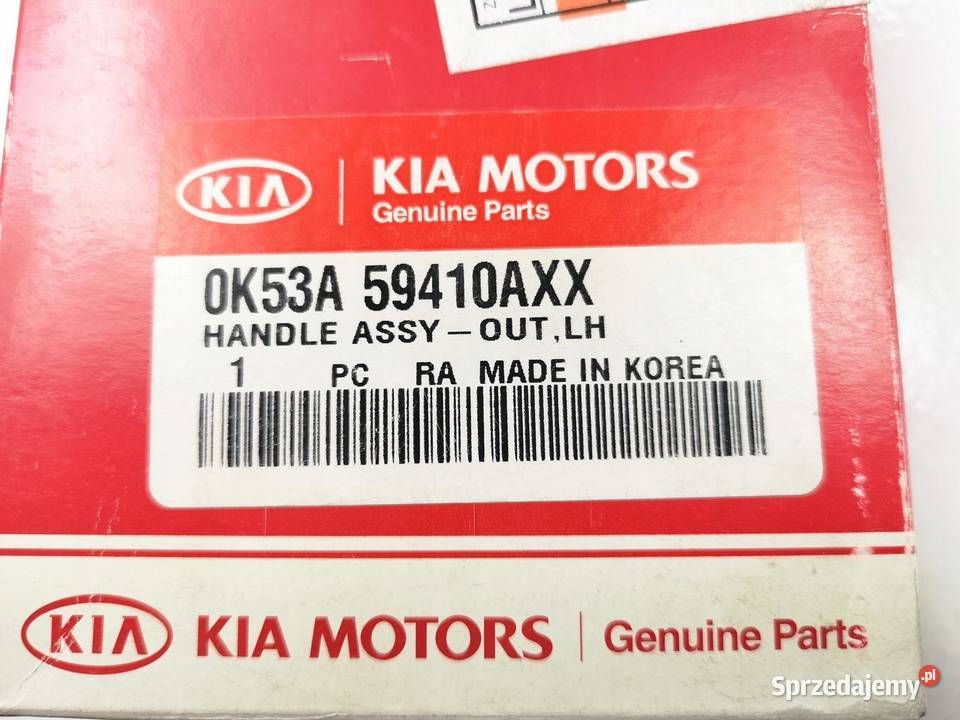 KIA
KIA MOTORS
Genuine Parts
0K53A 59410AXX
HANDLE ASSY-OUT,LH
1 PC RA MADE IN KOREA
KIA KIA MOTORS Genuine Parts
Sprzedajemy.pl